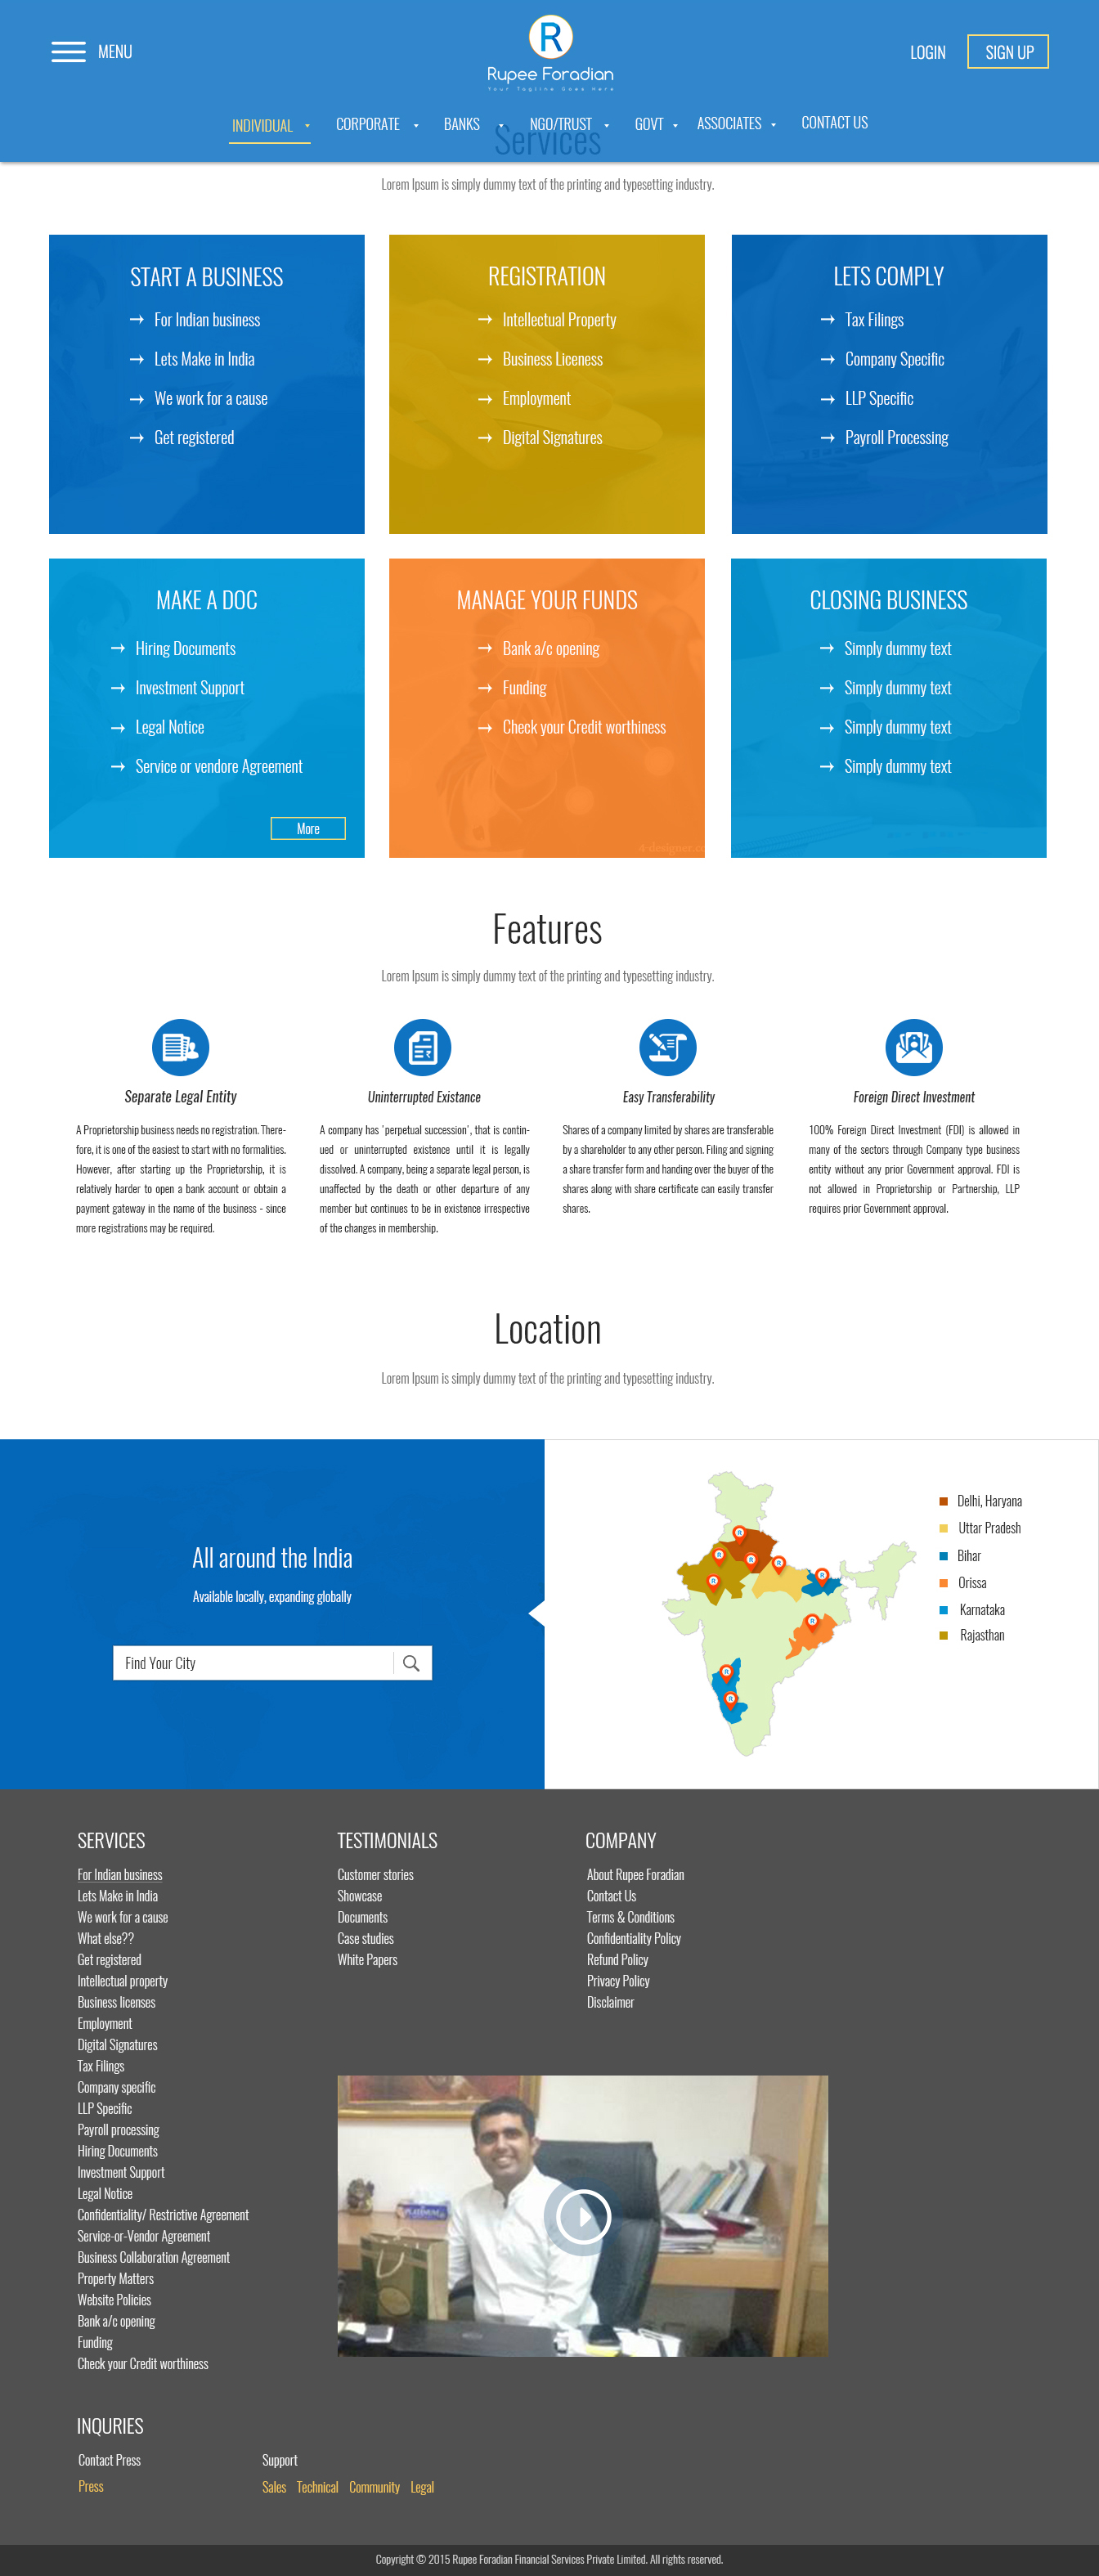 MENU
R
Rupee Foradian
Your Tagline Goes Here
LOGIN
SIGN UP
INDIVIDUAL
CORPORATE
BANKS
NGO/TRUST
GOVT
ASSOCIATES
CONTACT US
Services
Lorem Ipsum is simply dummy text of the printing and typesetting industry.
START A BUSINESS
For Indian business
Lets Make in India
We work for a cause
Get registered
REGISTRATION
Intellectual Property
Business Liceness
Employment
Digital Signatures
LETS COMPLY
Tax Filings
Company Specific
LLP Specific
Payroll Processing
MAKE A DOC
Hiring Documents
Investment Support
Legal Notice
Service or vendore Agreement
More
MANAGE YOUR FUNDS
Bank a/c opening
Funding
Check your Credit worthiness
CLOSING BUSINESS
Simply dummy text
Simply dummy text
Simply dummy text
Simply dummy text
Features
Lorem Ipsum is simply dummy text of the printing and typesetting industry.
Separate Legal Entity
A Proprietorship business needs no registration. There-
fore, it is one of the easiest to start with no formalities.
However, after starting up the Proprietorship, it is
relatively harder to open a bank account or obtain a
payment gateway in the name of the business - since
more registrations may be required.
Uninterrupted Existance
A company has 'perpetual succession', that is contin-
ued or uninterrupted existence until it is legally
dissolved. A company, being a separate legal person, is
unaffected by the death or other departure of any
member but continues to be in existence irrespective
of the changes in membership.
Easy Transferability
Shares of a company limited by shares are transferable
by a shareholder to any other person. Filing and signing
a share transfer form and handing over the buyer of the
shares along with share certificate can easily transfer
shares.
Foreign Direct Investment
100% Foreign Direct Investment (FDI) is allowed in
many of the sectors through Company type business
entity without any prior Government approval. FDI is
not allowed in Proprietorship or Partnership, LLP
requires prior Government approval.
Location
Lorem Ipsum is simply dummy text of the printing and typesetting industry.
All around the India
Available locally, expanding globally
Find Your City
Delhi, Haryana
Uttar Pradesh
Bihar
Orissa
Karnataka
Rajasthan
SERVICES
For Indian business
Lets Make in India
We work for a cause
What else??
Get registered
Intellectual property
Business licenses
Employment
Digital Signatures
Tax Filings
Company specific
LLP Specific
Payroll processing
Hiring Documents
Investment Support
Legal Notice
Confidentiality/ Restrictive Agreement
Service-or-Vendor Agreement
Business Collaboration Agreement
Property Matters
Website Policies
Bank a/c opening
Funding
Check your Credit worthiness
TESTIMONIALS
Customer stories
Showcase
Documents
Case studies
White Papers
COMPANY
About Rupee Foradian
Contact Us
Terms & Conditions
Confidentiality Policy
Refund Policy
Privacy Policy
Disclaimer
INQURIES
Contact Press
Press
Support
Sales Technical Community Legal
Copyright © 2015 Rupee Foradian Financial Services Private Limited. All rights reserved.